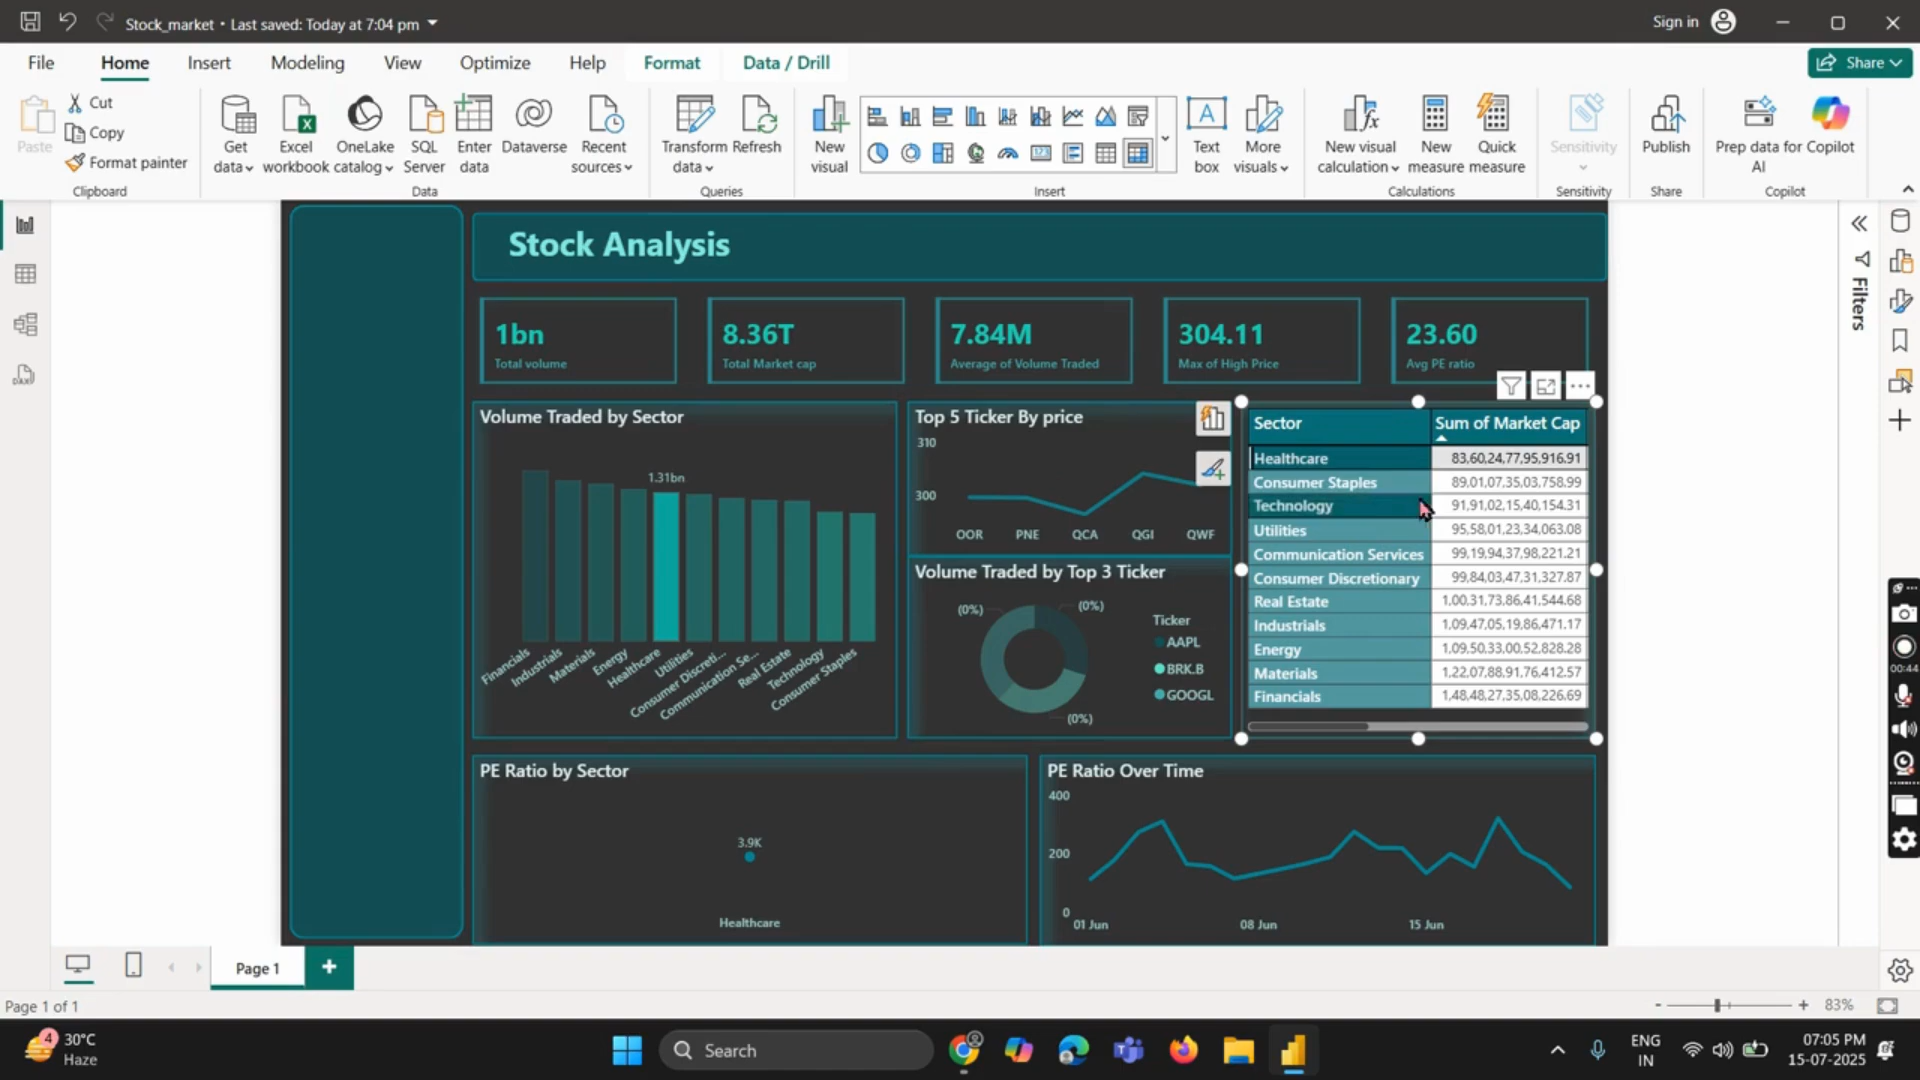 Stock_market • Last saved: Today at 7:04 pm
Sign in
File Home Insert Modeling View Optimize Help Format Data / Drill
Share
Paste
Cut
Copy
Format painter
Clipboard
Get data
Excel workbook
OneLake catalog
SQL Server
Enter data
Dataverse
Recent sources
Data
Transform data
Refresh
Queries
New visual
Insert
Text box
More visuals
New visual calculation
New measure
Quick measure
Calculations
Sensitivity
Sensitivity
Publish
Share
Prep data for AI
Copilot
Copilot
Filters
Stock Analysis
1bn
Total volume
8.36T
Total Market cap
7.84M
Average of Volume Traded
304.11
Max of High Price
23.60
Avg PE ratio
Volume Traded by Sector
1.31bn
Financials
Industrials
Materials
Energy
Healthcare
Utilities
Consumer Discreti...
Communication Se...
Real Estate
Technology
Consumer Staples
Top 5 Ticker By price
310
300
OOR PNE QCA QGI QWF
Volume Traded by Top 3 Ticker
(0%) (0%)
(0%)
Ticker
AAPL
BRK.B
GOOGL
Sector Sum of Market Cap
Healthcare 83,60,24,77,95,916.91
Consumer Staples 89,01,07,35,03,758.99
Technology 91,91,02,15,40,154.31
Utilities 95,58,01,23,34,063.08
Communication Services 99,19,94,37,98,221.21
Consumer Discretionary 99,84,03,47,31,327.87
Real Estate 1,00,31,73,86,41,544.68
Industrials 1,09,47,05,19,86,471.17
Energy 1,09,50,33,00,52,828.28
Materials 1,22,07,88,91,76,412.57
Financials 1,48,48,27,35,08,226.69
PE Ratio by Sector
3.9K
Healthcare
PE Ratio Over Time
400
200
0
01 Jun 08 Jun 15 Jun
00:44
Page 1
Page 1 of 1
83%
4
30°C
Haze
Search
ENG
IN
07:05 PM
15-07-2025